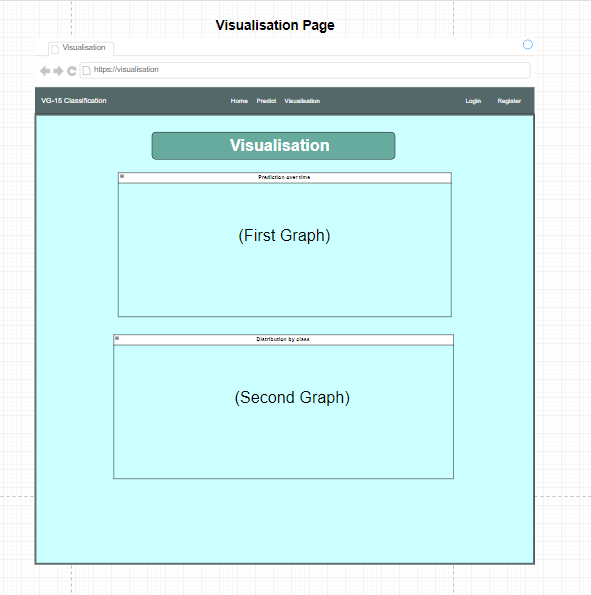 Visualisation Page
Visualisation
https://visualisation
VG-15 Classification Home Predict Visualisation Login Register
Visualisation
Prediction over time
(First Graph)
Distribution by class
(Second Graph)